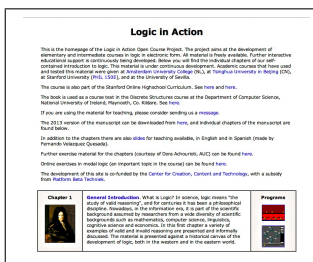 Logic in Action
This is the homepage of the Logic in Action Open Course Project. The project aims at the development of
elementary and intermediate courses in logic in electronic form. All material is freely available. Further interactive
educational support is continuously being developed. Below you will find the individual chapters of our self-
contained introduction to logic. This material is under continuous development. Academic courses that have used
and tested this material were given at Amsterdam University College (NL), at Tsinghua University in Beijing (CN),
at Stanford University (PHIL 150E), and at the University of Sevilla.
The course is also part of the Stanford Online Highschool Curriculum. See here and here.
The book is used as a course text in the Discrete Structures course at the Department of Computer Science,
National University of Ireland, Maynooth, Co. Kildare. See here.
If you are using the material for teaching, please consider sending us a message.
The 2013 version of the manuscript can be downloaded from here, and individual chapters of the manuscript are
found below.
In addition to the chapters there are also slides for teaching available, in English and in Spanish (made by
Fernando Velasquez Quesada).
Further exercise material for the chapters (courtesy of Dora Achourioti, AUC) can be found here.
Online exercises in modal logic (an important topic in the course) can be found here.
The development of this site is co-funded by the Center for Creation, Content and Technology, with a subsidy
from Platform Beta Techniek.
Chapter 1
General Introduction. What is Logic? In science, logic means "the
study of valid reasoning", and for centuries it has been a philosophical
discipline. Nowadays, in the information era, it is part of the scientific
background assumed by researchers from a wide diversity of scientific
backgrounds such as mathematics, computer science, linguistics,
cognitive science and economics. In this first chapter a variety of
examples of valid and invalid reasoning are presented and informally
discussed. The material is presented against a historical canvas of the
development of logic, both in the western and in the eastern world.
Programs